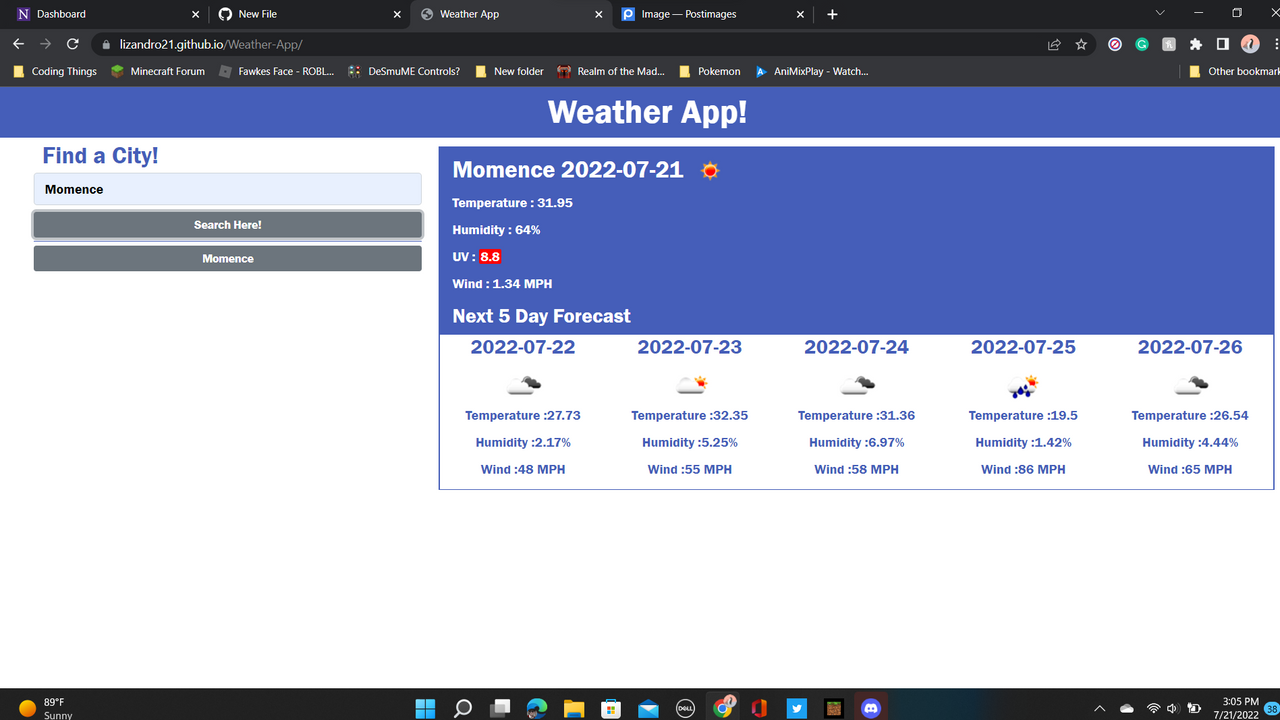 Dashboard
New File
Weather App
Image — Postimages
lizandro21.github.io/Weather-App/
Coding Things
Minecraft Forum
Fawkes Face - ROBL...
DeSmuME Controls?
New folder
Realm of the Mad...
Pokemon
AniMixPlay - Watch...
Other bookmark
Weather App!
Find a City!
Momence
Search Here!
Momence
Momence 2022-07-21
Temperature : 31.95
Humidity : 64%
UV : 8.8
Wind : 1.34 MPH
Next 5 Day Forecast
2022-07-22
Temperature :27.73
Humidity :2.17%
Wind :48 MPH
2022-07-23
Temperature :32.35
Humidity :5.25%
Wind :55 MPH
2022-07-24
Temperature :31.36
Humidity :6.97%
Wind :58 MPH
2022-07-25
Temperature :19.5
Humidity :1.42%
Wind :86 MPH
2022-07-26
Temperature :26.54
Humidity :4.44%
Wind :65 MPH
89°F
Sunny
DELL
3:05 PM
7/21/2022
38